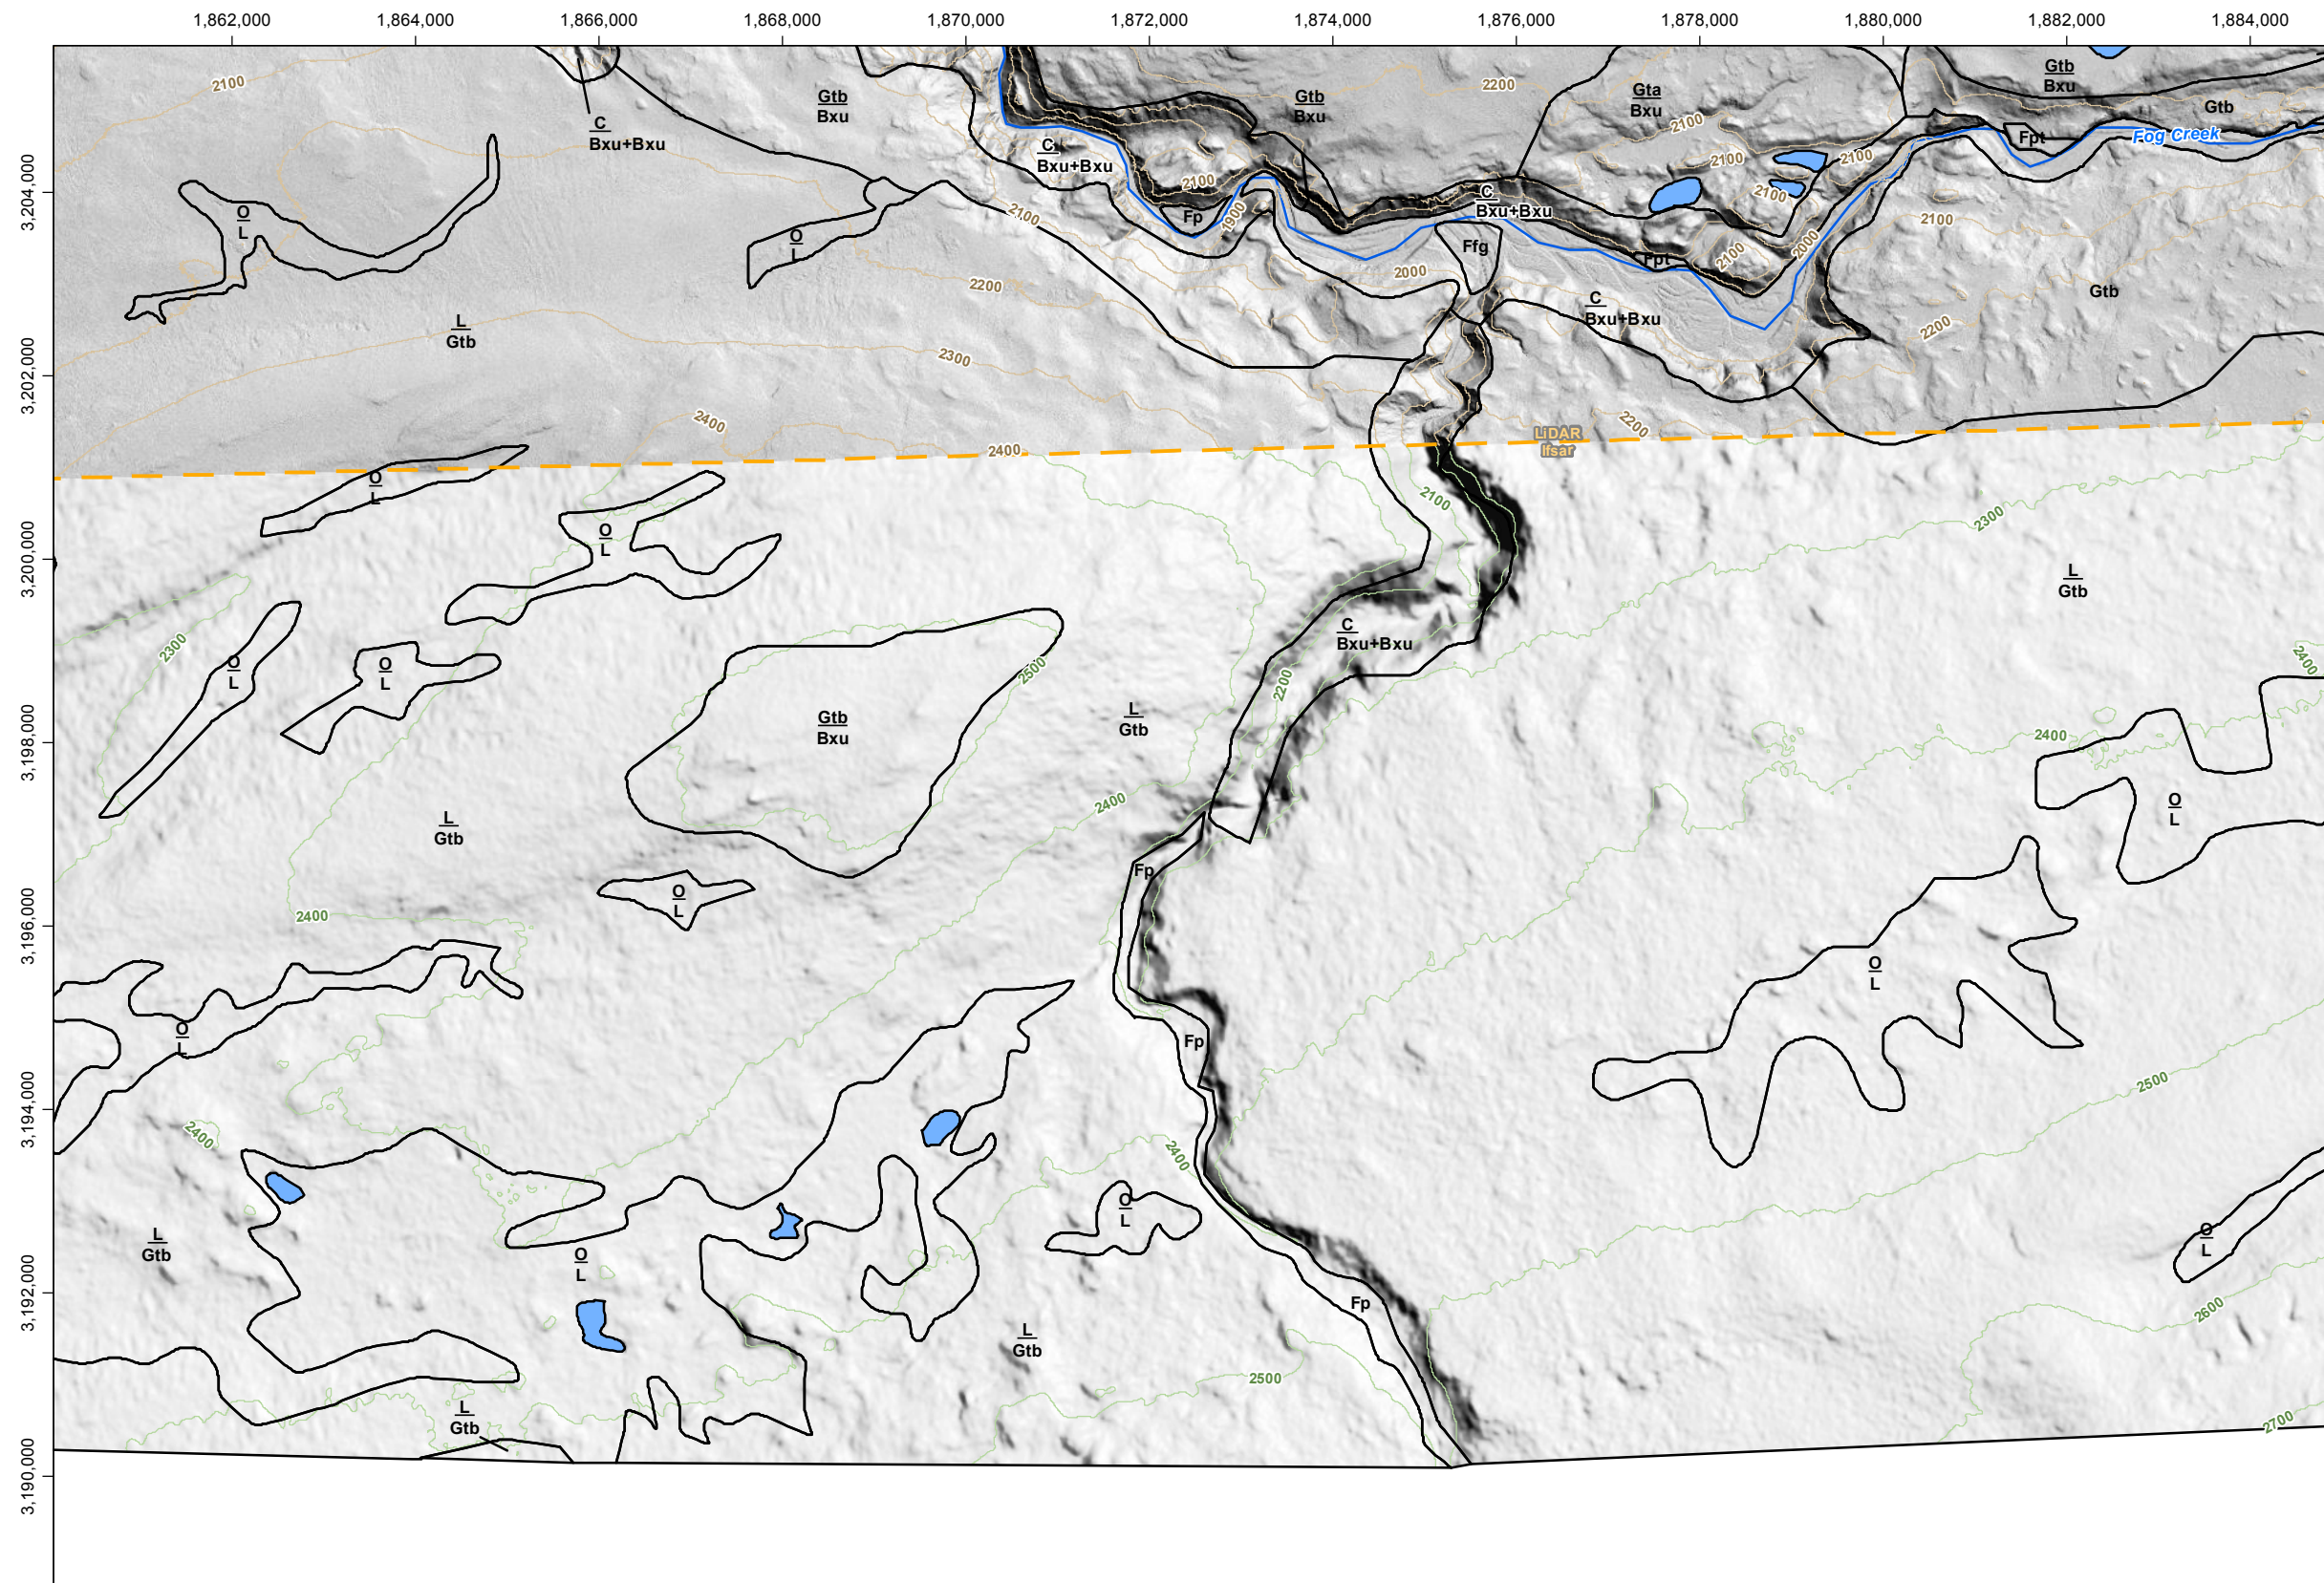 1,862,000 1,864,000 1,866,000 1,868,000 1,870,000 1,872,000 1,874,000 1,876,000 1,878,000 1,880,000 1,882,000 1,884,000
2100
Gtb
Bxu
Gtb
Bxu
2200
Gta
Bxu
Gtb
Bxu
Gtb
C
Bxu+Bxu
C
Bxu+Bxu
2100
Fpt
Fog Creek
3,204,000
O
L
O
L
2100
2100
Fp
1900
C
Bxu+Bxu
2100
2100
2100
2100
2100
Ffg
Fpt
2100
2000
2000
2200
L
Gtb
C
Bxu+Bxu
Gtb
2200
2300
3,202,000
2400
2400
2200
LiDAR
Ifsar
O
L
2100
2300
3,200,000
O
L
L
Gtb
2300
O
L
O
L
C
Bxu+Bxu
2500
2200
2400
Gtb
Bxu
L
Gtb
2400
3,198,000
L
Gtb
2400
O
L
Fp
O
L
2400
3,196,000
O
L
O
L
Fp
2500
3,194,000
2400
2400
O
L
L
Gtb
O
L
O
L
3,192,000
Fp
2600
L
Gtb
2500
L
Gtb
2700
3,190,000